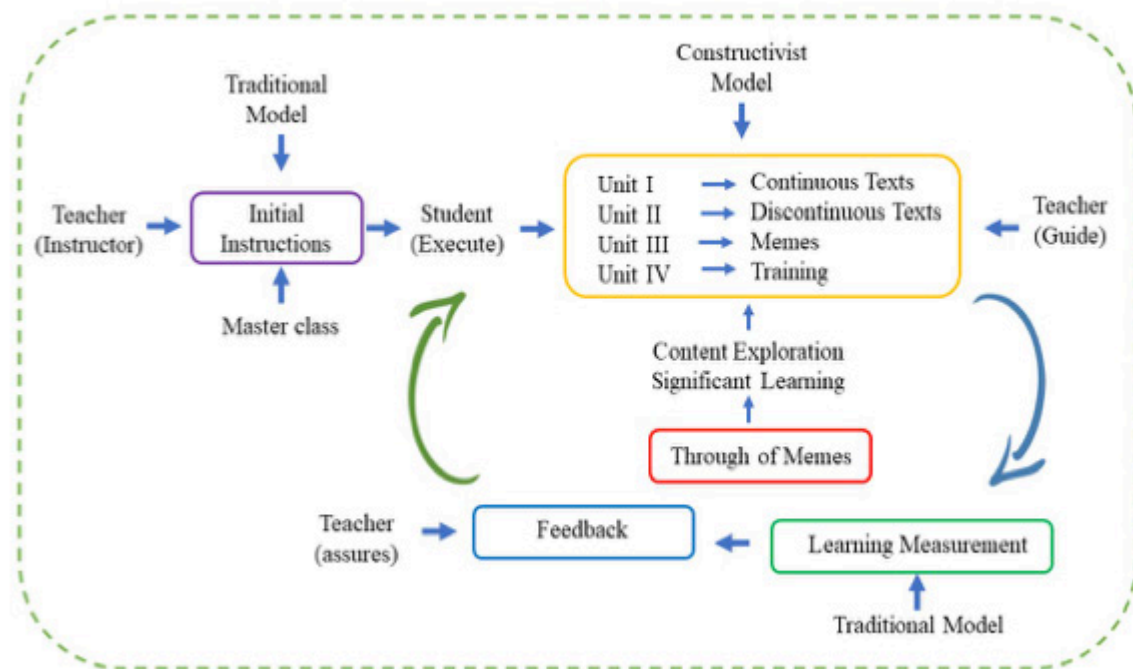 Constructivist
Model
Traditional
Model
Unit I Continuous Texts
Unit II Discontinuous Texts
Unit III Memes
Unit IV Training
Teacher
(Instructor)
Initial
Instructions
Student
(Execute)
Teacher
(Guide)
Master class
Content Exploration
Significant Learning
Through of Memes
Teacher
(assures)
Feedback
Learning Measurement
Traditional Model